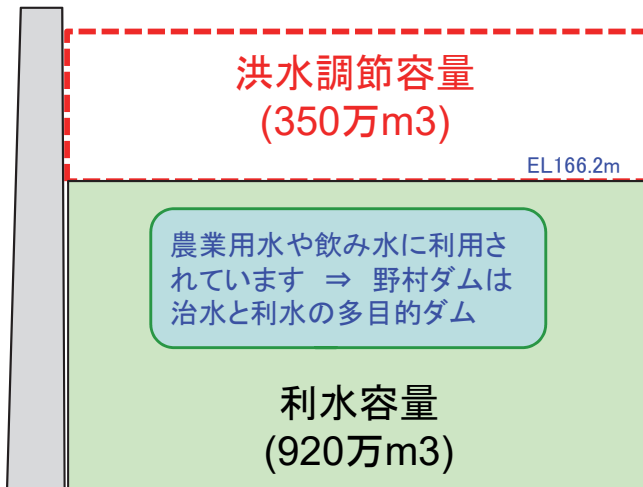 洪水調節容量
(350万m3)
EL166.2m
農業用水や飲み水に利用さ
れています ⇒ 野村ダムは
治水と利水の多目的ダム
利水容量
(920万m3)